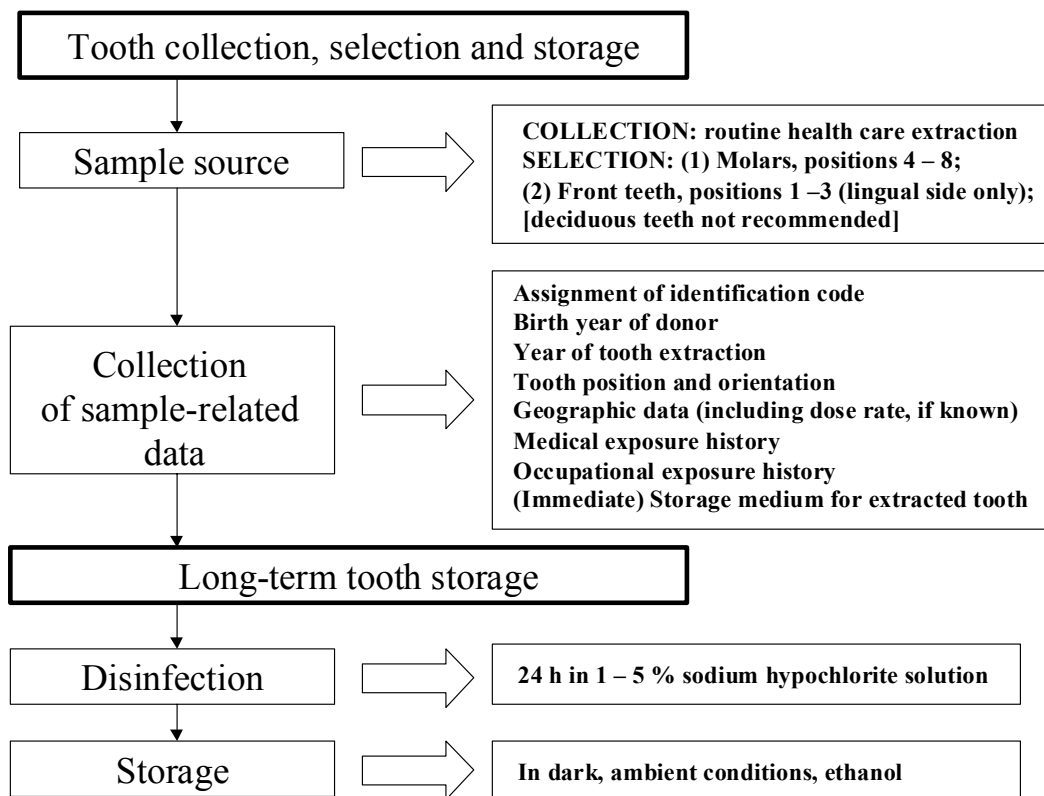 Tooth collection, selection and storage
Sample source
COLLECTION: routine health care extraction
SELECTION: (1) Molars, positions 4 – 8;
(2) Front teeth, positions 1 –3 (lingual side only);
[deciduous teeth not recommended]
Collection
of sample-related
data
Assignment of identification code
Birth year of donor
Year of tooth extraction
Tooth position and orientation
Geographic data (including dose rate, if known)
Medical exposure history
Occupational exposure history
(Immediate) Storage medium for extracted tooth
Long-term tooth storage
Disinfection
24 h in 1 – 5 % sodium hypochlorite solution
Storage
In dark, ambient conditions, ethanol